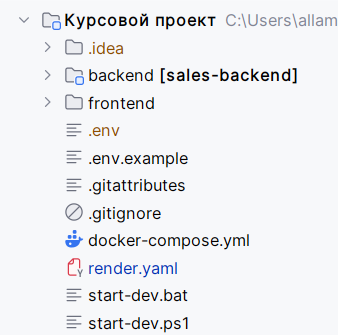 Курсовой проект C:\Users\allam
.idea
backend [sales-backend]
frontend
.env
.env.example
.gitattributes
.gitignore
docker-compose.yml
render.yaml
start-dev.bat
start-dev.ps1